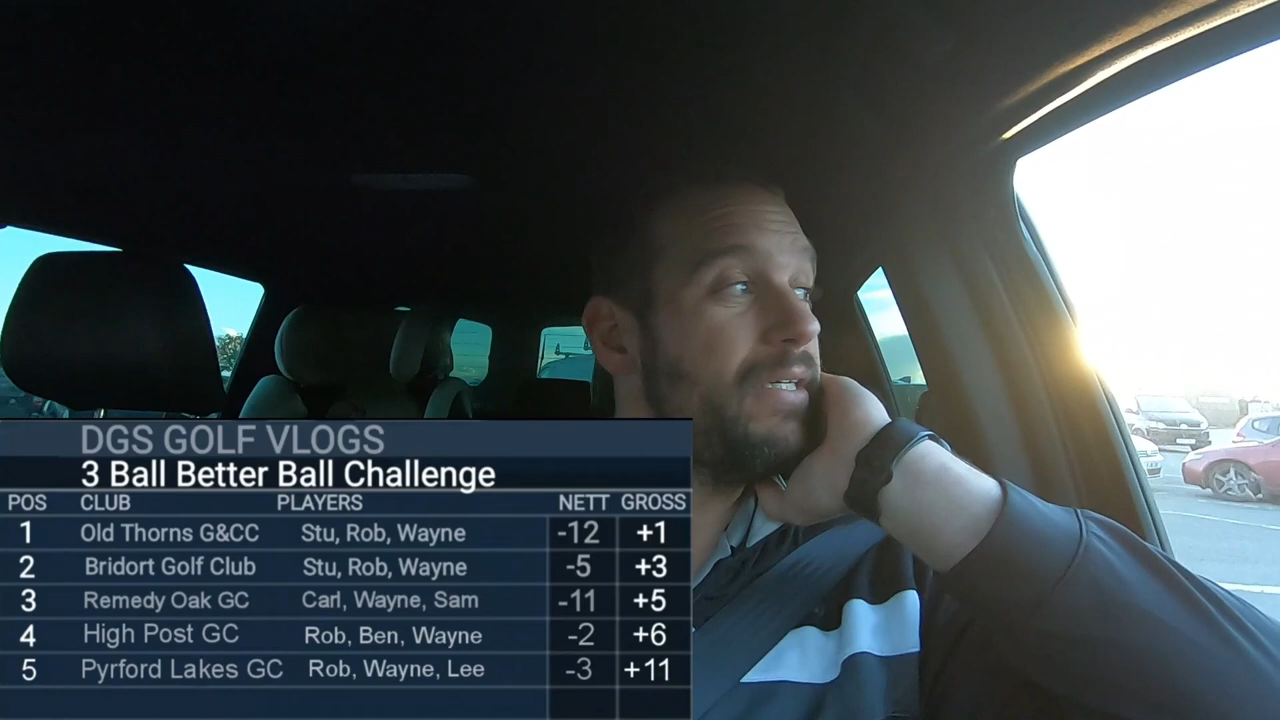 DGS GOLF VLOGS
3 Ball Better Ball Challenge
POS CLUB PLAYERS NETT GROSS
1 Old Thorns G&CC Stu, Rob, Wayne -12 +1
2 Bridort Golf Club Stu, Rob, Wayne -5 +3
3 Remedy Oak GC Carl, Wayne, Sam -11 +5
4 High Post GC Rob, Ben, Wayne -2 +6
5 Pyrford Lakes GC Rob, Wayne, Lee -3 +11